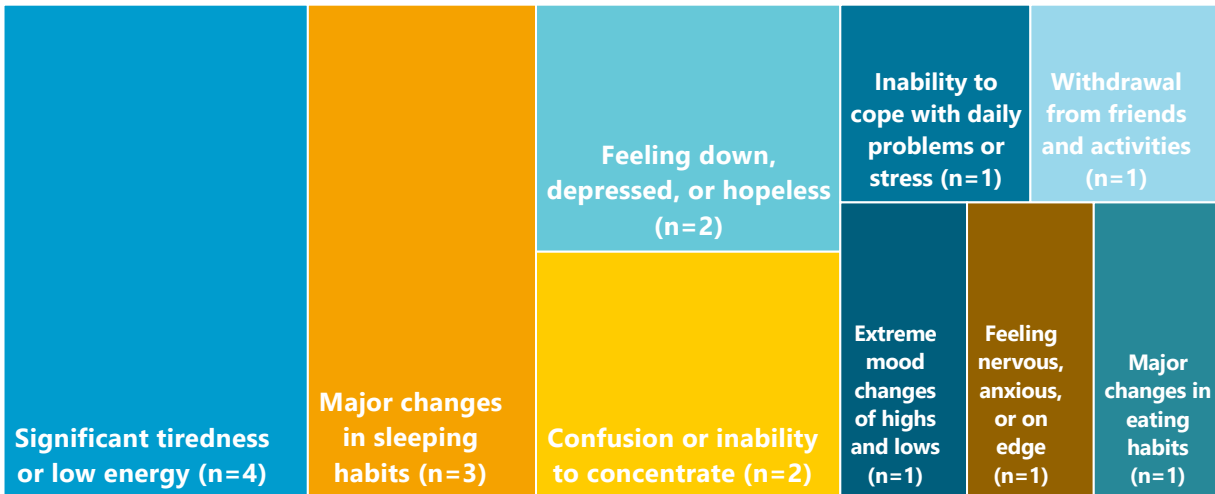 Significant tiredness
or low energy (n=4)
Major changes
in sleeping
habits (n=3)
Feeling down,
depressed, or hopeless
(n=2)
Confusion or inability
to concentrate (n=2)
Inability to
cope with daily
problems or
stress (n=1)
Withdrawal
from friends
and activities
(n=1)
Extreme
mood
changes
of highs
and lows
(n=1)
Feeling
nervous,
anxious,
or on
edge
(n=1)
Major
changes in
eating
habits
(n=1)